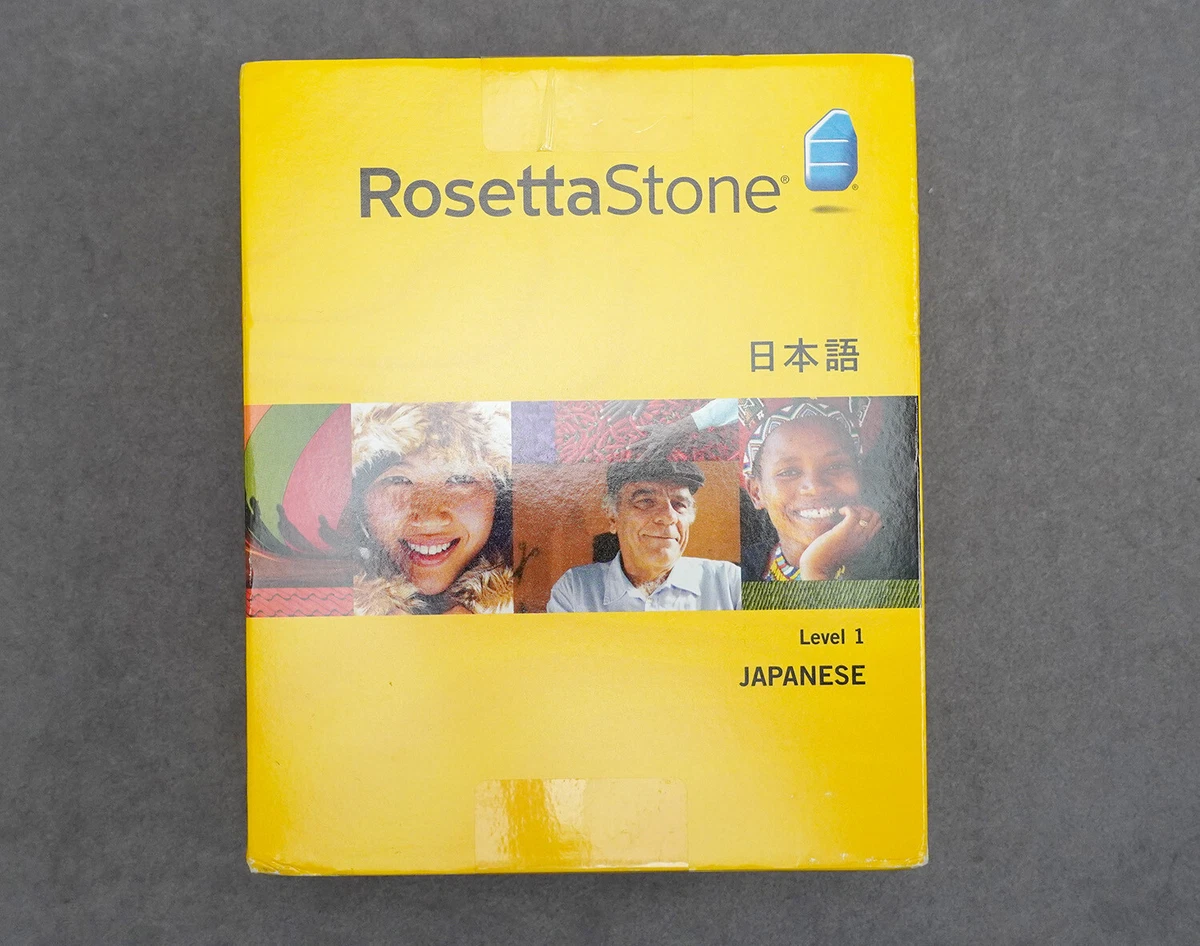 RosettaStone®
®
日本語
Level 1
JAPANESE